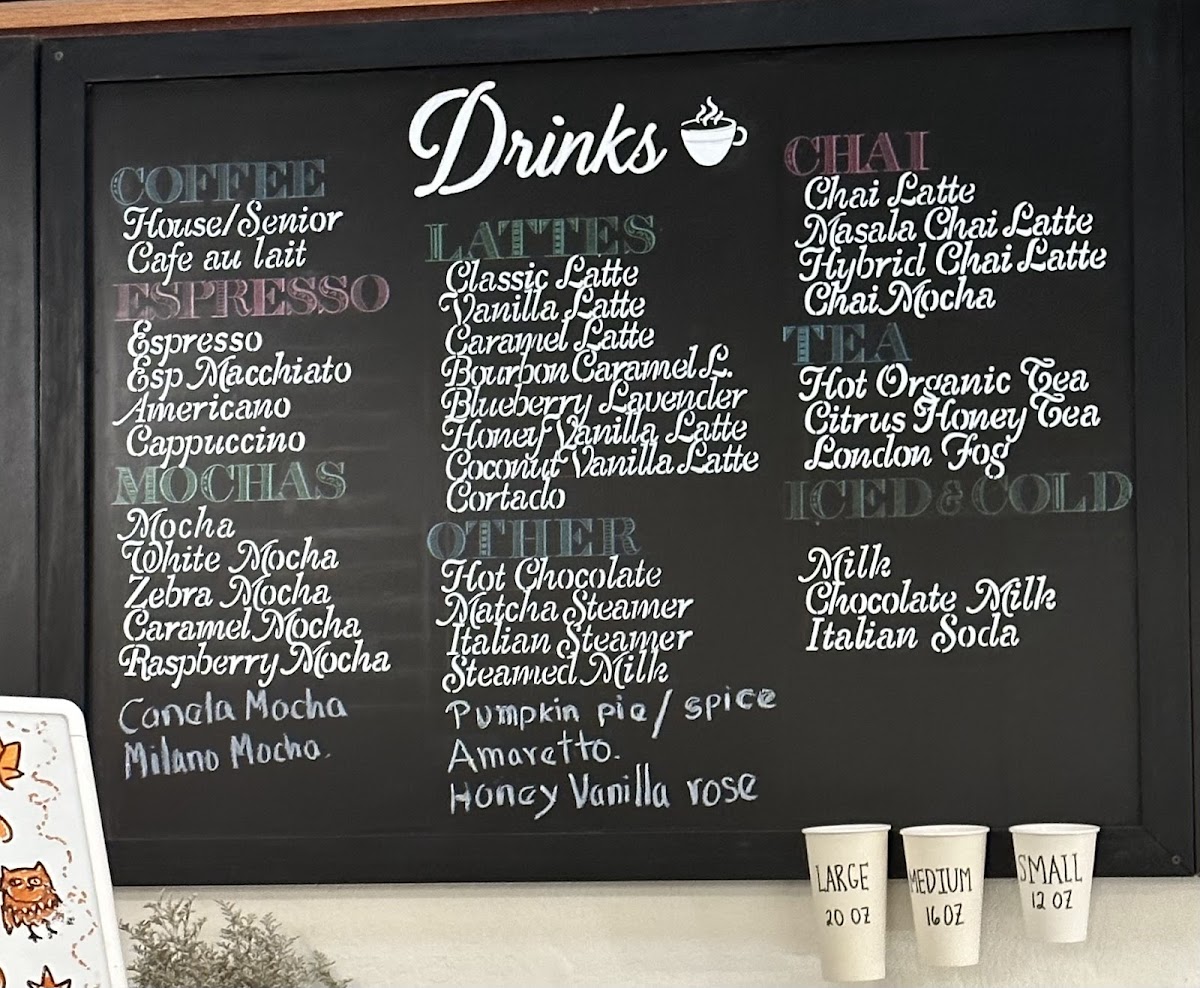 Drinks
COFFEE
House/Senior
Cafe au lait
ESPRESSO
Espresso
Esp Macchiato
Americano
Cappuccino
MOCHAS
Mocha
White Mocha
Zebra Mocha
Caramel Mocha
Raspberry Mocha
Canela Mocha
Milano Mocha.
LATTES
Classic Latte
Vanilla Latte
Caramel Latte
Bourbon Caramel L.
Blueberry Lavender
Honey Vanilla Latte
Coconut Vanilla Latte
Cortado
OTHER
Hot Chocolate
Matcha Steamer
Italian Steamer
Steamed Milk
Pumpkin pie/spice
Amaretto.
Honey Vanilla rose
CHAI
Chai Latte
Masala Chai Latte
Hybrid Chai Latte
Chai Mocha
TEA
Hot Organic Tea
Citrus Honey Tea
London Fog
ICED & COLD
Milk
Chocolate Milk
Italian Soda
LARGE
20 OZ
MEDIUM
16 OZ
SMALL
12 OZ